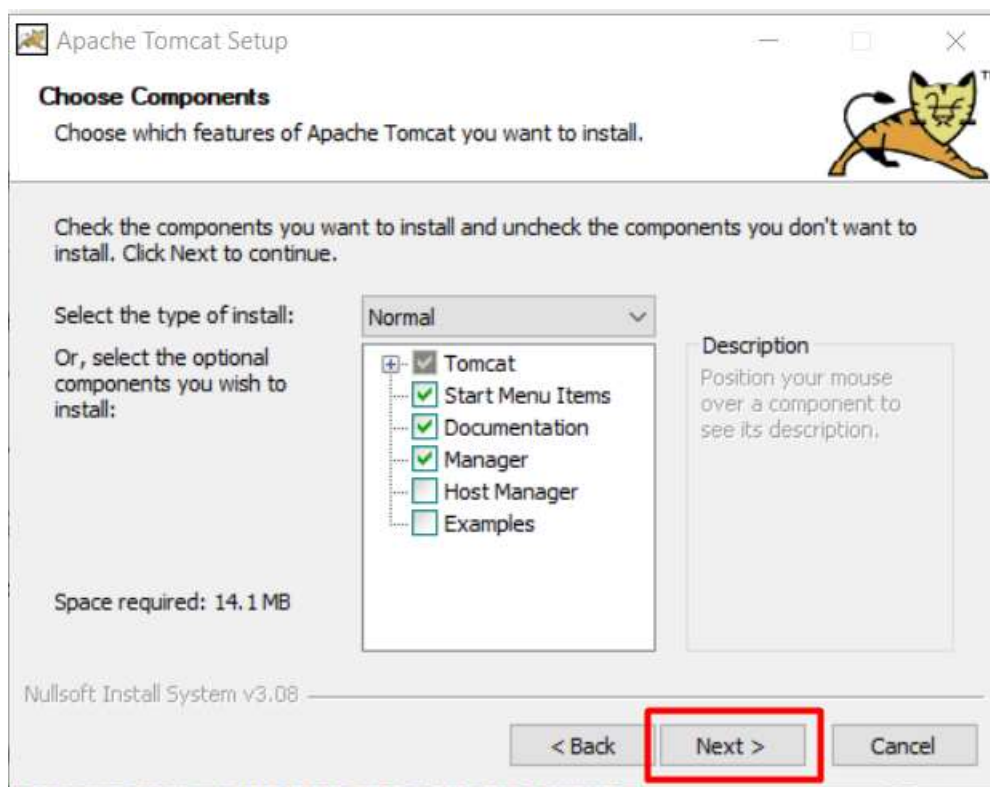 Apache Tomcat Setup
Choose Components
Choose which features of Apache Tomcat you want to install.
Check the components you want to install and uncheck the components you don't want to
install. Click Next to continue.
Select the type of install:
Normal
Or, select the optional
components you wish to
install:
Tomcat
Start Menu Items
Documentation
Manager
Host Manager
Examples
Description
Position your mouse
over a component to
see its description.
Space required: 14.1 MB
Nullsoft Install System v3.08
< Back
Next >
Cancel